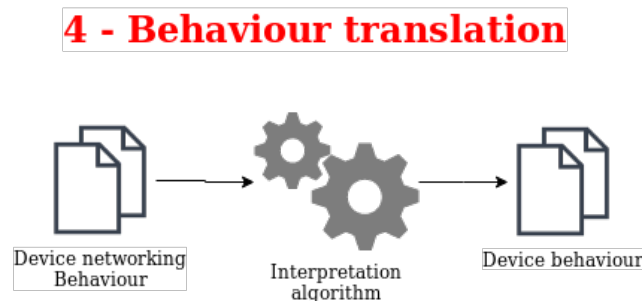 4 - Behaviour translation
Device networking
Behaviour
Interpretation
algorithm
Device behaviour